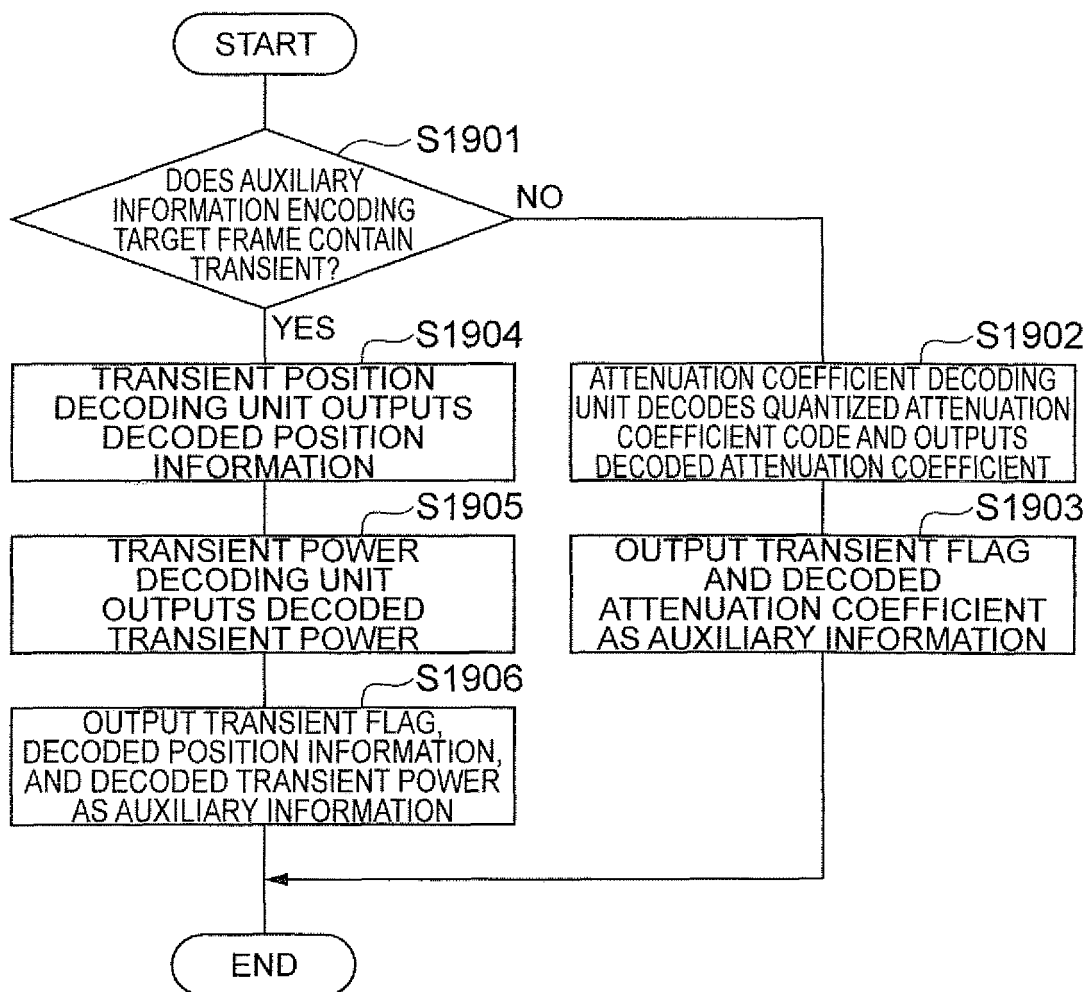 START
S1901
DOES AUXILIARY
INFORMATION ENCODING
TARGET FRAME CONTAIN
TRANSIENT?
NO
YES
S1904
TRANSIENT POSITION
DECODING UNIT OUTPUTS
DECODED POSITION
INFORMATION
S1902
ATTENUATION COEFFICIENT DECODING
UNIT DECODES QUANTIZED ATTENUATION
COEFFICIENT CODE AND OUTPUTS
DECODED ATTENUATION COEFFICIENT
S1905
TRANSIENT POWER
DECODING UNIT
OUTPUTS DECODED
TRANSIENT POWER
S1903
OUTPUT TRANSIENT FLAG
AND DECODED
ATTENUATION COEFFICIENT
AS AUXILIARY INFORMATION
S1906
OUTPUT TRANSIENT FLAG,
DECODED POSITION INFORMATION,
AND DECODED TRANSIENT POWER
AS AUXILIARY INFORMATION
END